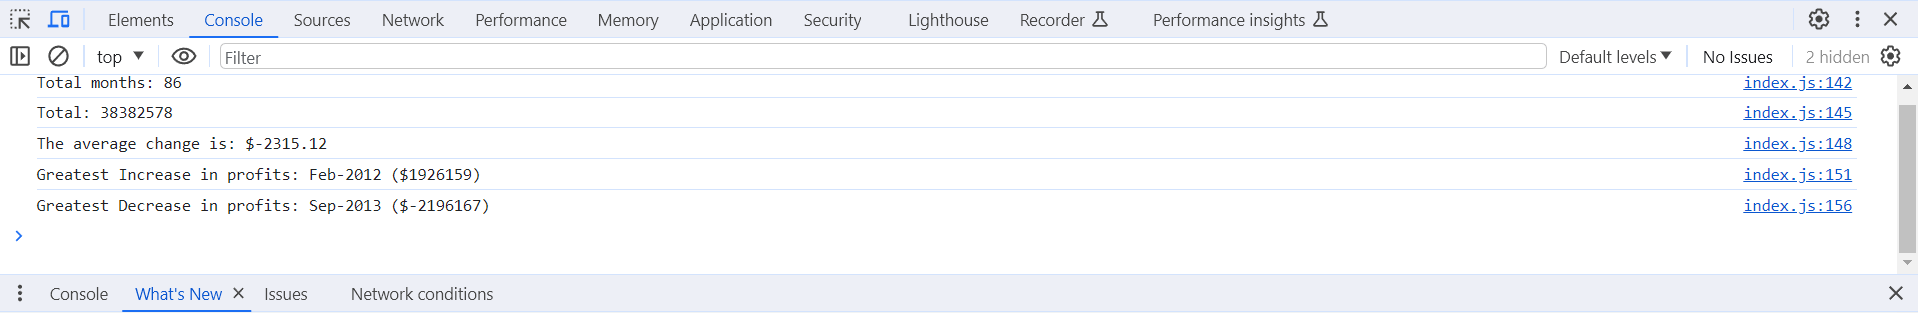 Elements Console Sources Network Performance Memory Application Security Lighthouse Recorder Performance insights
top Filter Default levels No Issues 2 hidden
Total months: 86 index.js:142
Total: 38382578 index.js:145
The average change is: $-2315.12 index.js:148
Greatest Increase in profits: Feb-2012 ($1926159) index.js:151
Greatest Decrease in profits: Sep-2013 ($-2196167) index.js:156
Console What's New Issues Network conditions